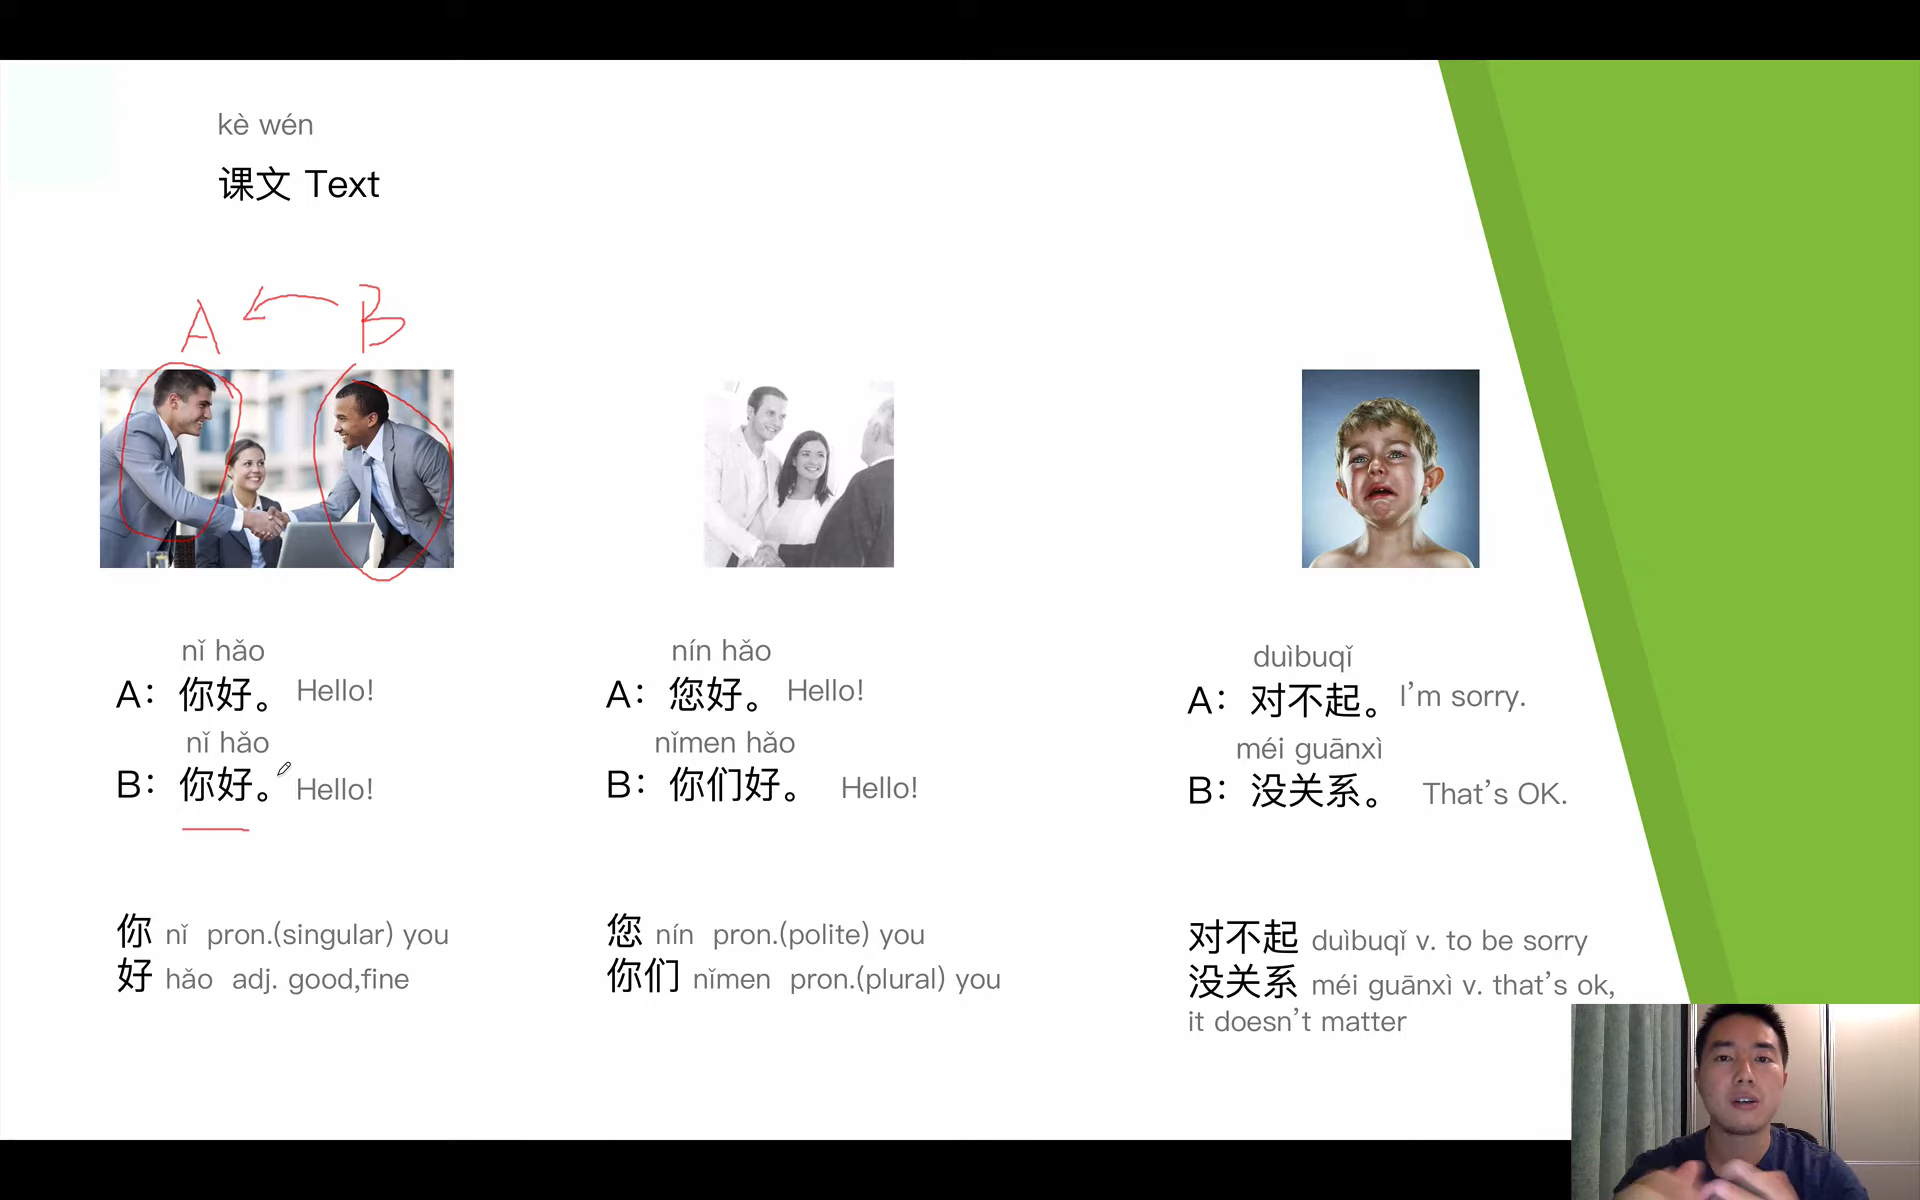 kè wén
课文 Text
A B
nǐ hǎo
A：你好。 Hello!
nǐ hǎo
B：你好。 Hello!
你 nǐ pron.(singular) you
好 hǎo adj. good,fine
nín hǎo
A：您好。 Hello!
nǐmen hǎo
B：你们好。 Hello!
您 nín pron.(polite) you
你们 nǐmen pron.(plural) you
duìbuqǐ
A：对不起。 I’m sorry.
méi guānxì
B：没关系。 That’s OK.
对不起 duìbuqǐ v. to be sorry
没关系 méi guānxì v. that’s ok,
it doesn’t matter